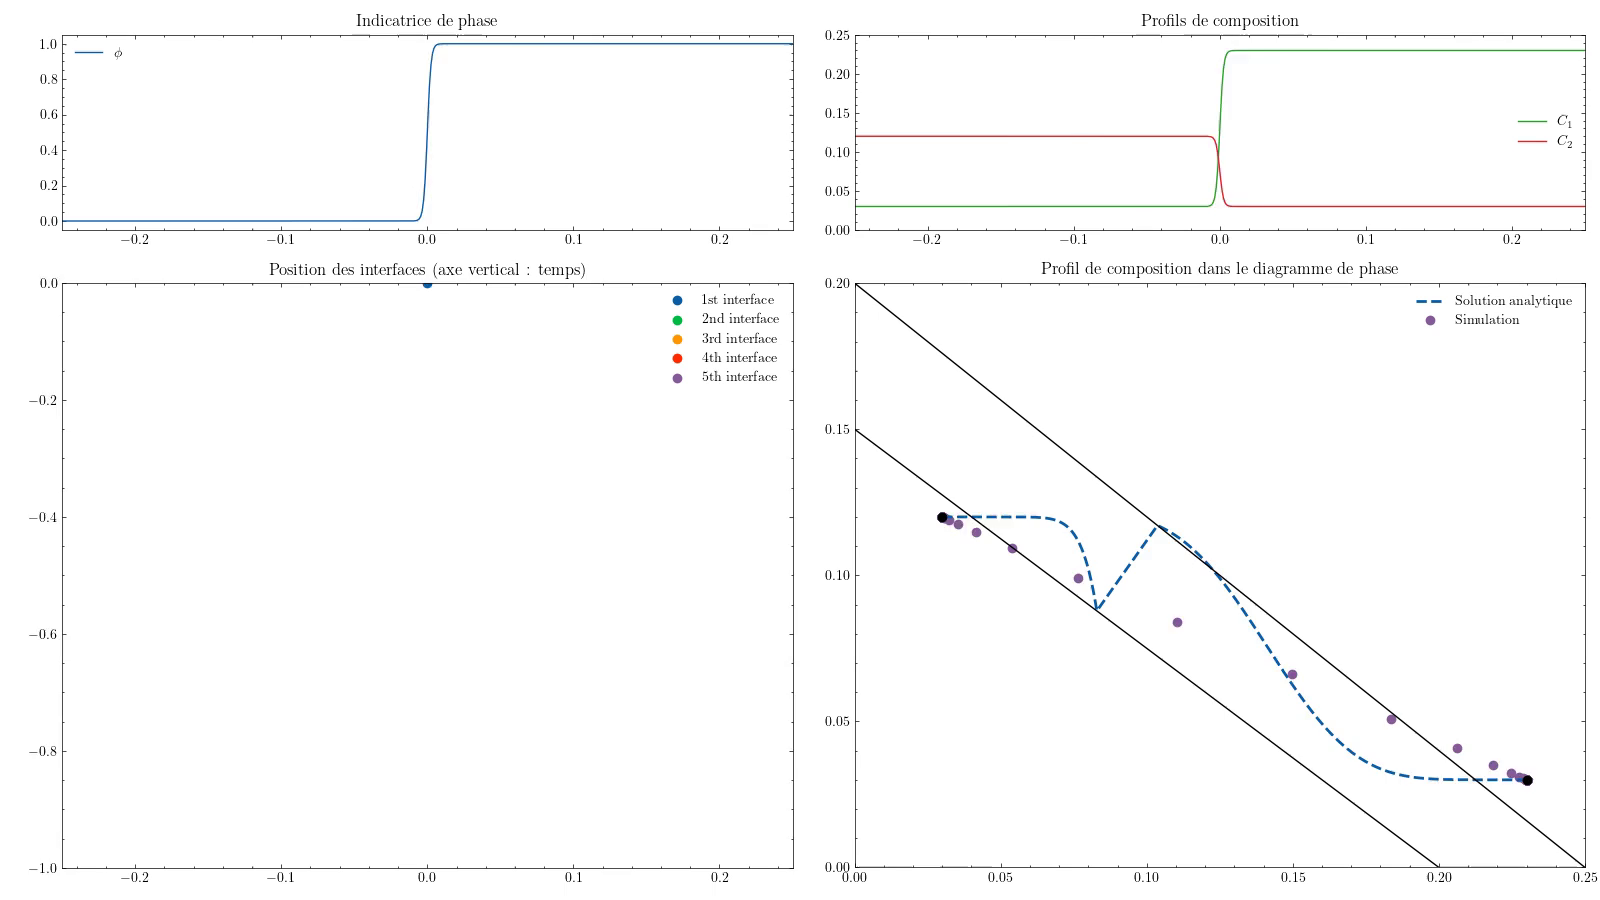 Indicatrice de phase
ϕ
1.0
0.8
0.6
0.4
0.2
0.0
−0.2 −0.1 0.0 0.1 0.2
Profils de composition
0.25
0.20
0.15
0.10
0.05
0.00
C1
C2
−0.2 −0.1 0.0 0.1 0.2
Position des interfaces (axe vertical : temps)
0.0
−0.2
−0.4
−0.6
−0.8
−1.0
1st interface
2nd interface
3rd interface
4th interface
5th interface
−0.2 −0.1 0.0 0.1 0.2
Profil de composition dans le diagramme de phase
0.20
0.15
0.10
0.05
0.00
Solution analytique
Simulation
0.00 0.05 0.10 0.15 0.20 0.25